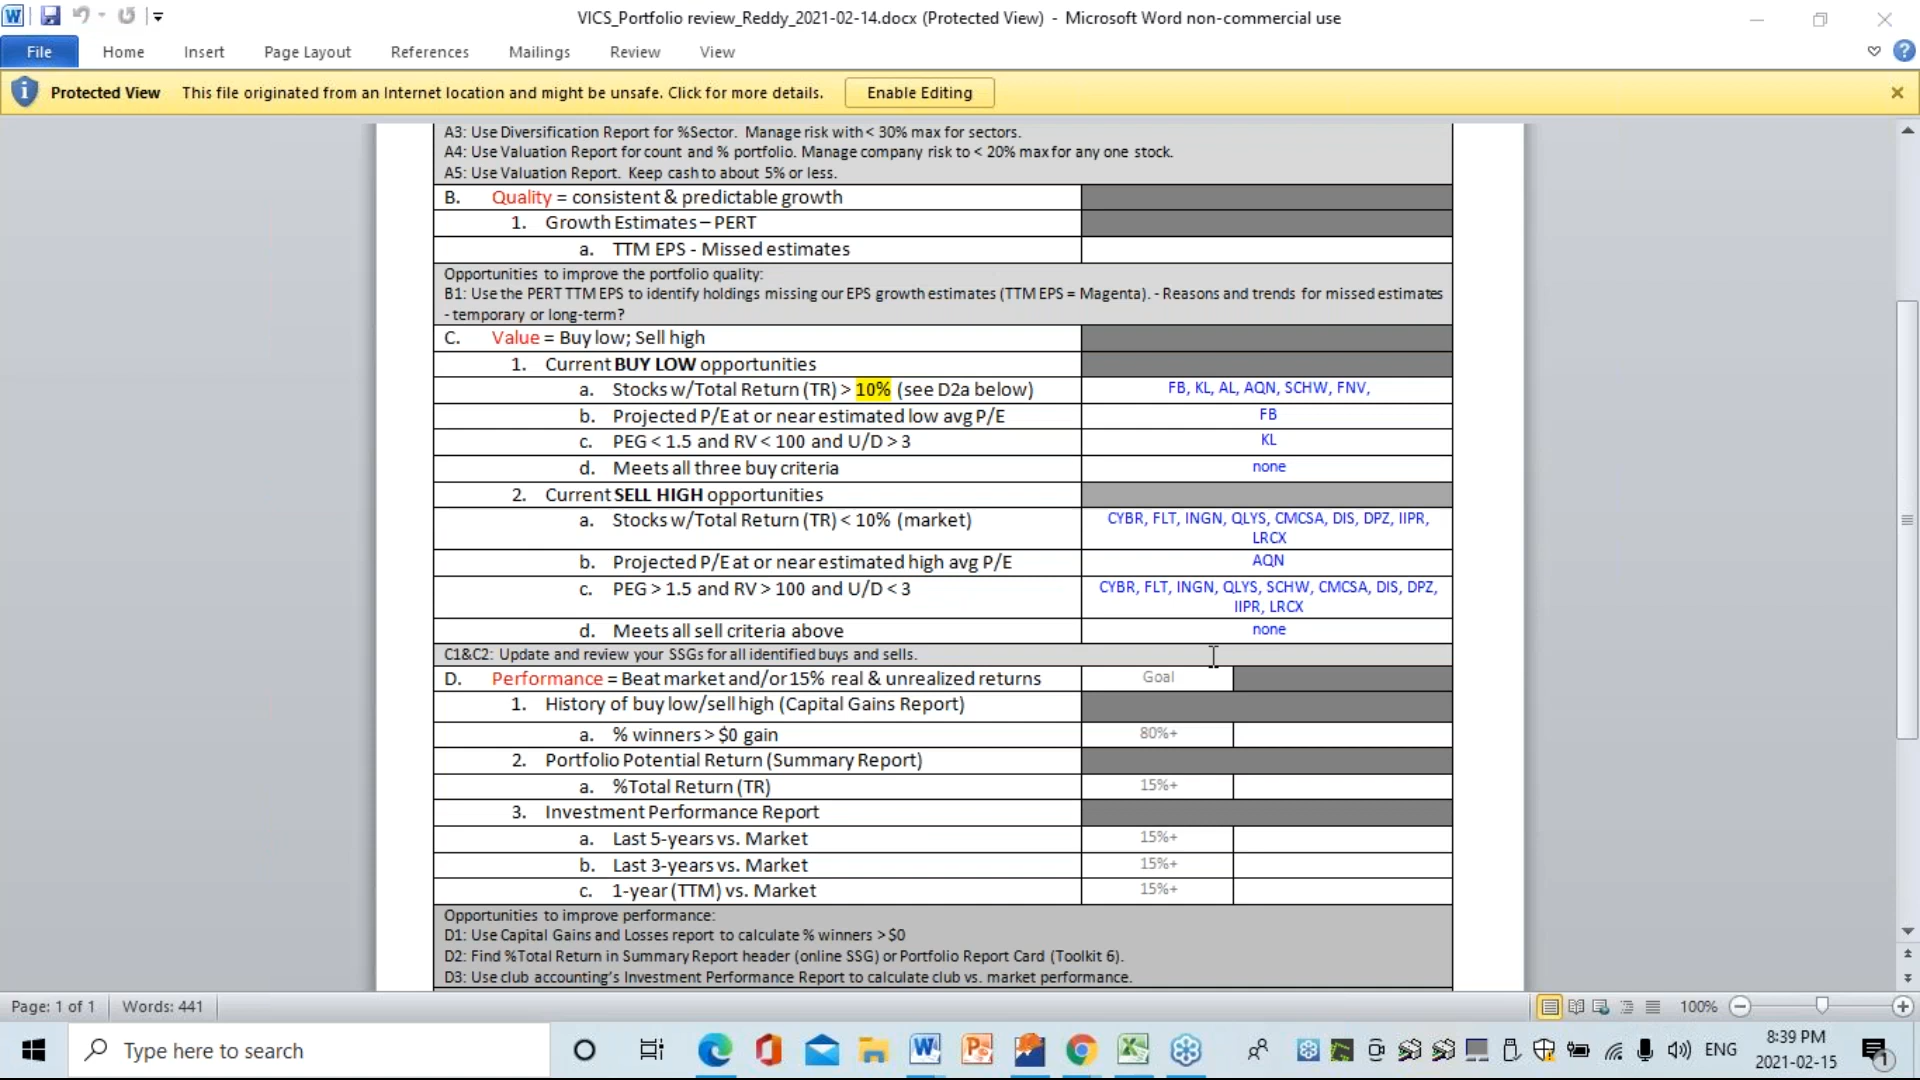 VICS_Portfolio review_Reddy_2021-02-14.docx (Protected View) - Microsoft Word non-commercial use
File Home Insert Page Layout References Mailings Review View
Protected View This file originated from an Internet location and might be unsafe. Click for more details. Enable Editing
A3: Use Diversification Report for %Sector. Manage risk with < 30% max for sectors.
A4: Use Valuation Report for count and % portfolio. Manage company risk to < 20% max for any one stock.
A5: Use Valuation Report. Keep cash to about 5% or less.
B. Quality = consistent & predictable growth
1. Growth Estimates – PERT
a. TTM EPS - Missed estimates
Opportunities to improve the portfolio quality:
B1: Use the PERT TTM EPS to identify holdings missing our EPS growth estimates (TTM EPS = Magenta). - Reasons and trends for missed estimates
- temporary or long-term?
C. Value = Buy low; Sell high
1. Current BUY LOW opportunities
a. Stocks w/Total Return (TR) > 10% (see D2a below) FB, KL, AL, AQN, SCHW, FNV,
b. Projected P/E at or near estimated low avg P/E FB
c. PEG < 1.5 and RV < 100 and U/D > 3 KL
d. Meets all three buy criteria none
2. Current SELL HIGH opportunities
a. Stocks w/Total Return (TR) < 10% (market) CYBR, FLT, INGN, QLYS, CMCSA, DIS, DPZ, IIPR,
LRCX
b. Projected P/E at or near estimated high avg P/E AQN
c. PEG > 1.5 and RV > 100 and U/D < 3 CYBR, FLT, INGN, QLYS, SCHW, CMCSA, DIS, DPZ,
IIPR, LRCX
d. Meets all sell criteria above none
C1&C2: Update and review your SSGs for all identified buys and sells.
D. Performance = Beat market and/or 15% real & unrealized returns Goal
1. History of buy low/sell high (Capital Gains Report)
a. % winners > $0 gain 80%+
2. Portfolio Potential Return (Summary Report)
a. %Total Return (TR) 15%+
3. Investment Performance Report
a. Last 5-years vs. Market 15%+
b. Last 3-years vs. Market 15%+
c. 1-year (TTM) vs. Market 15%+
Opportunities to improve performance:
D1: Use Capital Gains and Losses report to calculate % winners > $0
D2: Find %Total Return in Summary Report header (online SSG) or Portfolio Report Card (Toolkit 6).
D3: Use club accounting's Investment Performance Report to calculate club vs. market performance.
Page: 1 of 1 Words: 441 100%
Type here to search ENG 8:39 PM
2021-02-15 1